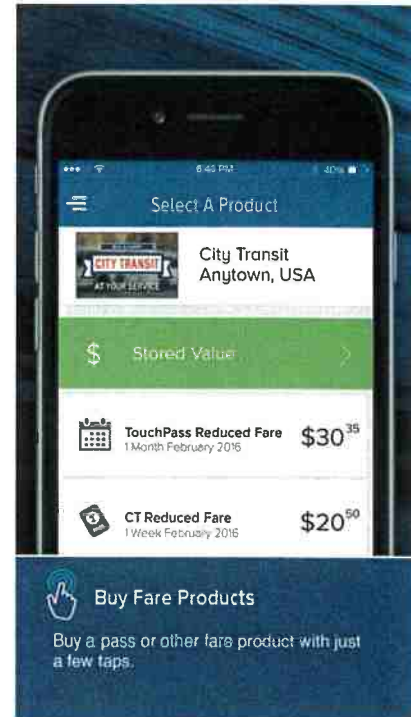 6:45 PM
40%
Select A Product
CITY TRANSIT
AT YOUR SERVICE
City Transit
Anytown, USA
$ Stored Value
TouchPass Reduced Fare
1 Month February 2016
$30 35
CT Reduced Fare
1 Week February 2016
$20 50
Buy Fare Products
Buy a pass or other fare product with just
a few taps.